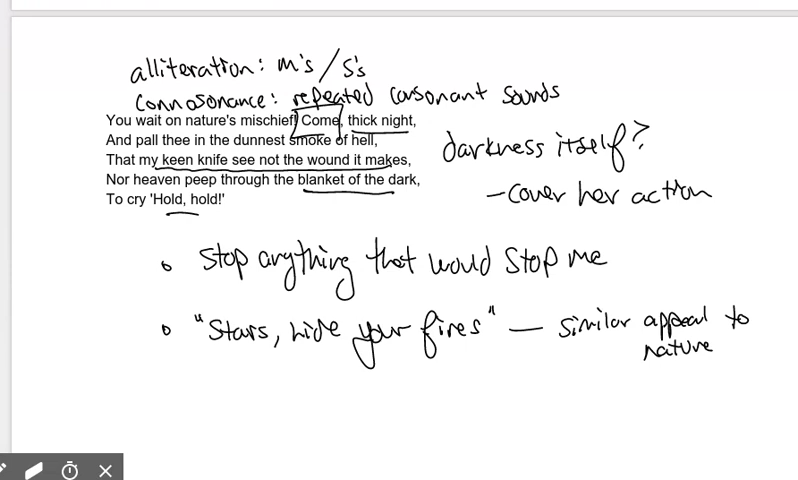 alliteration: m's / s's
connosonance: repeated consonant sounds
You wait on nature's mischief! Come, thick night,
And pall thee in the dunnest smoke of hell,
That my keen knife see not the wound it makes,
Nor heaven peep through the blanket of the dark,
To cry 'Hold, hold!'
darkness itself?
- cover her action
stop anything that would stop me
"Stars, hide your fires" — similar appeal to
nature